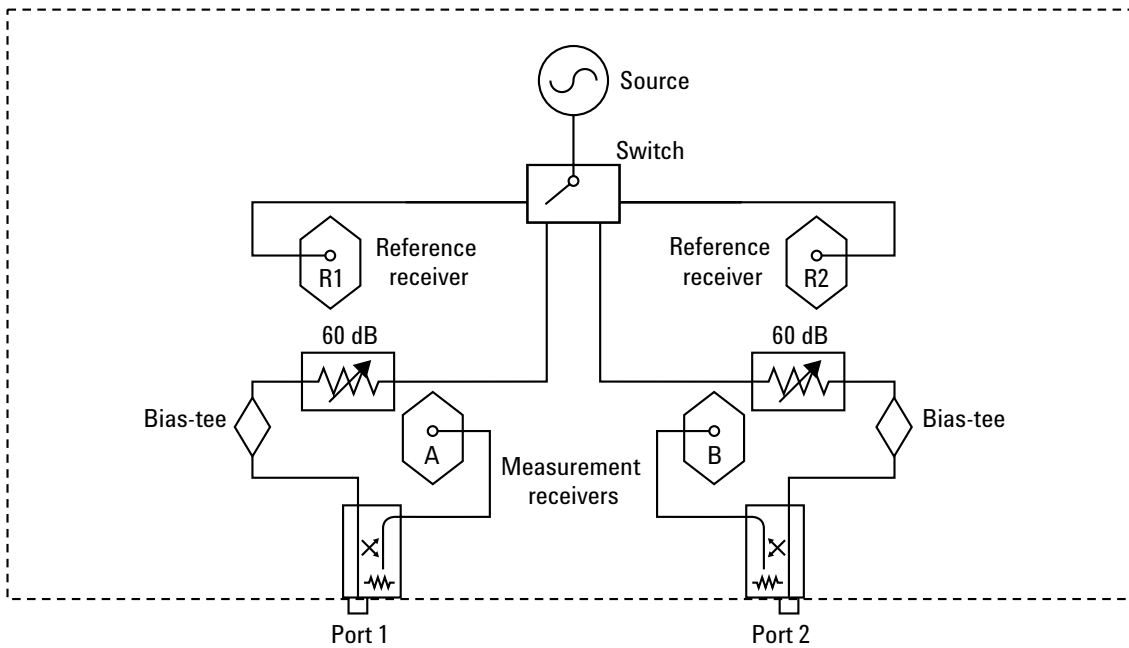 Source
Switch
Reference
receiver
R1
Reference
receiver
R2
60 dB
60 dB
Bias-tee
A
Measurement
receivers
B
Bias-tee
Port 1
Port 2